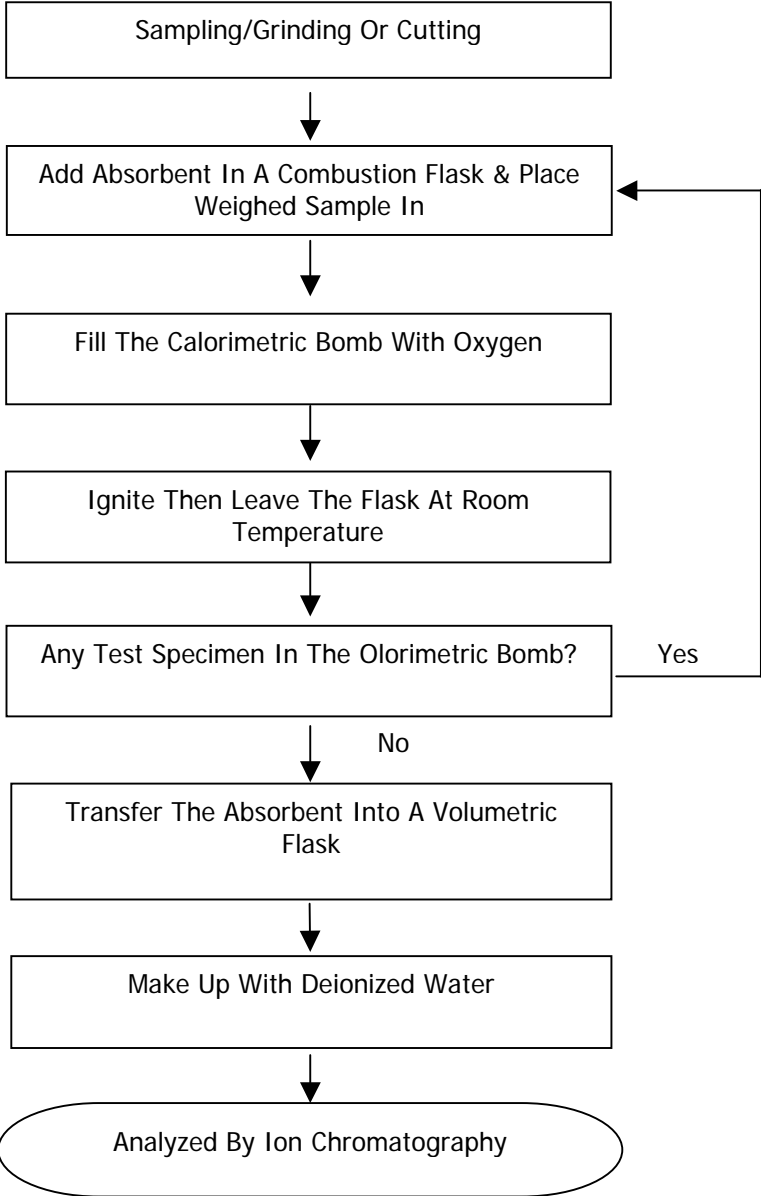 Sampling/Grinding Or Cutting
Add Absorbent In A Combustion Flask & Place
Weighed Sample In
Fill The Calorimetric Bomb With Oxygen
Ignite Then Leave The Flask At Room
Temperature
Any Test Specimen In The Olorimetric Bomb?
Yes
No
Transfer The Absorbent Into A Volumetric
Flask
Make Up With Deionized Water
Analyzed By Ion Chromatography